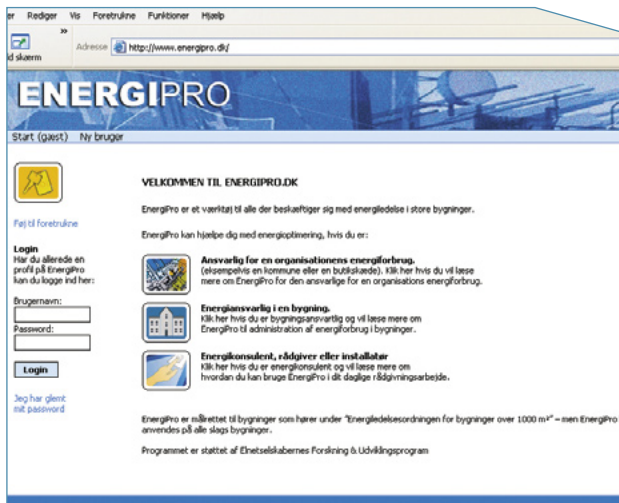 er Rediger Vis Foretrukne Funktioner Hjælp
»
ld skærm
Adresse http://www.energipro.dk/
ENERGIPRO
Start (gæst) Ny bruger
VELKOMMEN TIL ENERGIPRO.DK
EnergiPro er et værktøj til alle der beskæftiger sig med energiledelse i store bygninger.
Føj til foretrukne
EnergiPro kan hjælpe dig med energioptimering, hvis du er:
Login
Har du allerede en
profil på EnergiPro
kan du logge ind her:
Brugernavn:
Password:
Login
Jeg har glemt
mit password
Ansvarlig for en organisationens energiforbrug.
(eksempelvis en kommune eller en butikskæde). Klik her hvis du vil læse
mere om EnergiPro for den ansvarlige for en organisations energiforbrug.
Energiansvarlig i en bygning.
Klik her hvis du er bygningsansvartlig og vil læse mere om
EnergiPro til administration af energiforbrug i bygninger.
Energikonsulent, rådgiver eller installatør
Klik her hvis du er energikonsulent og vil læse mere om
hvordan du kan bruge EnergiPro i dit daglige rådgivningsarbejde.
EnergiPro er målrettet til bygninger som hører under "Energiledelsesordningen for bygninger over 1000 m²" – men EnergiPro
anvendes på alle slags bygninger.
Programmet er støttet af Elnetselskabernes Forskning & Udviklingsprogram